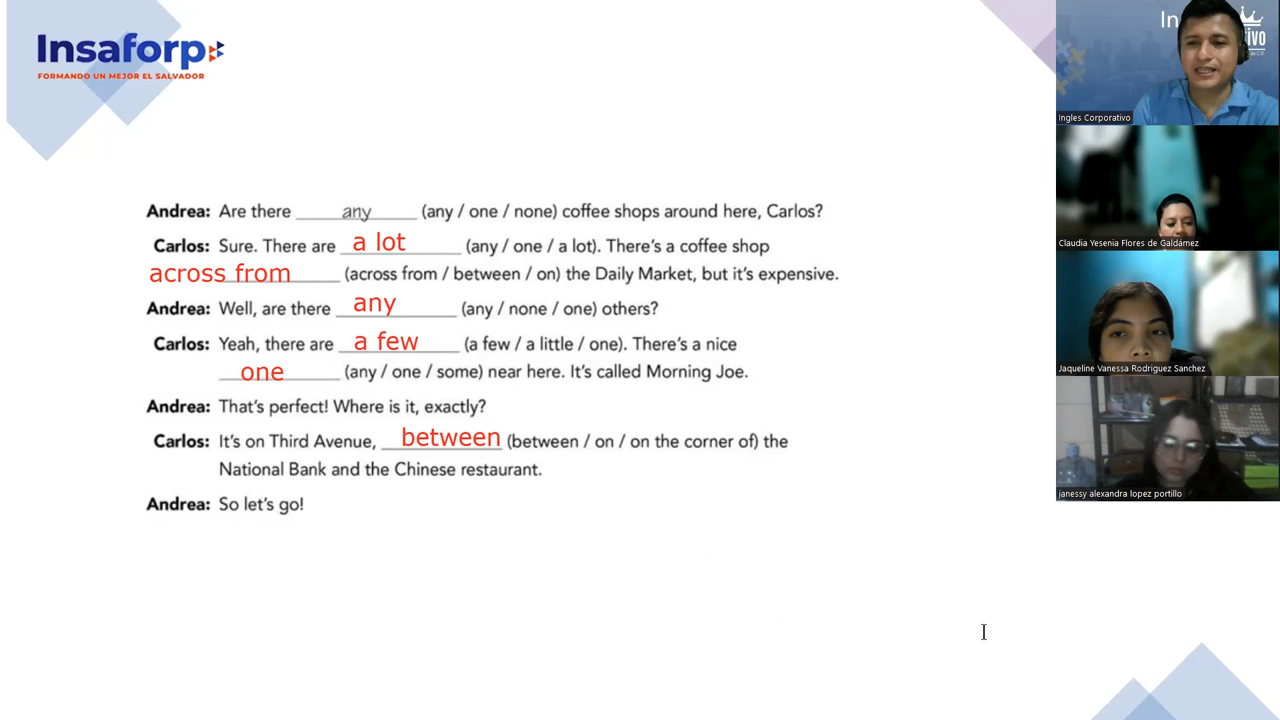 Insaforp
FORMANDO UN MEJOR EL SALVADOR
Andrea: Are there any (any / one / none) coffee shops around here, Carlos?
Carlos: Sure. There are a lot (any / one / a lot). There's a coffee shop
across from (across from / between / on) the Daily Market, but it's expensive.
Andrea: Well, are there any (any / none / one) others?
Carlos: Yeah, there are a few (a few / a little / one). There's a nice
one (any / one / some) near here. It's called Morning Joe.
Andrea: That's perfect! Where is it, exactly?
Carlos: It's on Third Avenue, between (between / on / on the corner of) the
National Bank and the Chinese restaurant.
Andrea: So let's go!
Ingles Corporativo
Claudia Yesenia Flores de Galdámez
Jaqueline Vanessa Rodriguez Sanchez
janessy alexandra lopez portillo